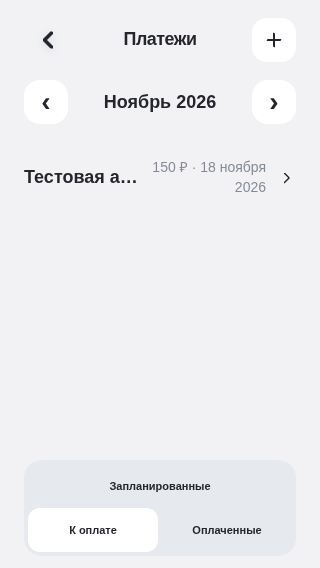 Платежи
‹ Ноябрь 2026 ›
Тестовая а… 150 ₽ · 18 ноября
2026
Запланированные
К оплате Оплаченные